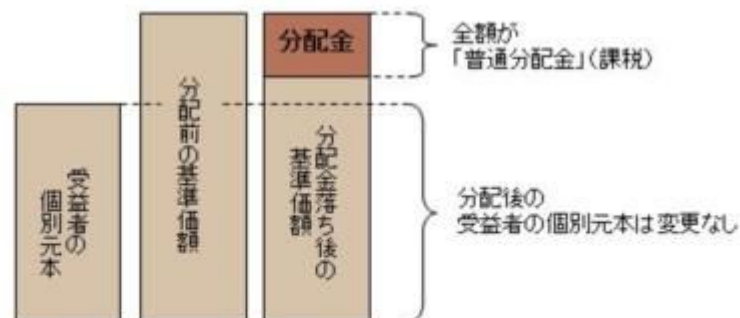 受益者の
個別元本
分配前の基準価額
分配金
分配金落ち後の
基準価額
全額が
「普通分配金」(課税)
分配後の
受益者の個別元本は変更なし